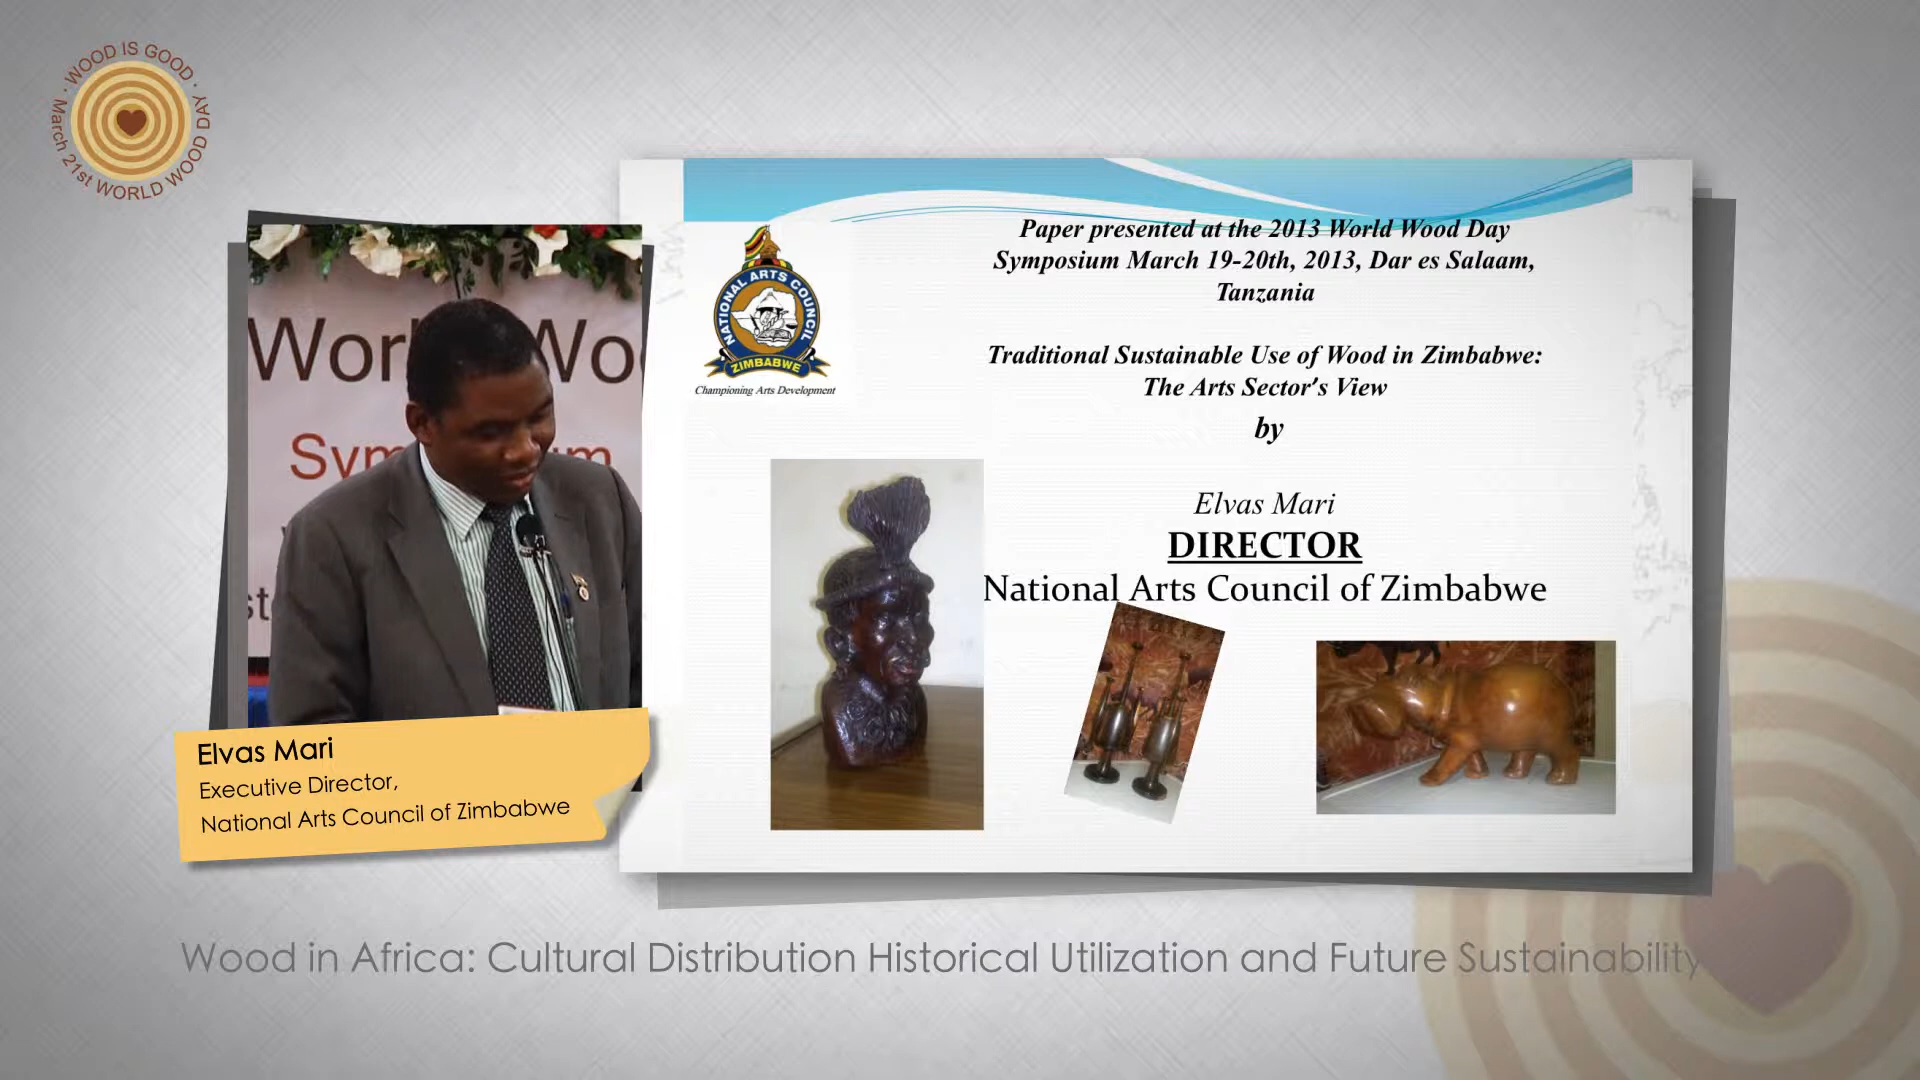 WOOD IS GOOD · March 21st WORLD WOOD DAY ·
Paper presented at the 2013 World Wood Day
Symposium March 19-20th, 2013, Dar es Salaam,
Tanzania
NATIONAL ARTS COUNCIL
ZIMBABWE
Championing Arts Development
Traditional Sustainable Use of Wood in Zimbabwe:
The Arts Sector's View
by
Elvas Mari
DIRECTOR
National Arts Council of Zimbabwe
Wor Wo
Sym um
st
Elvas Mari
Executive Director,
National Arts Council of Zimbabwe
Wood in Africa: Cultural Distribution Historical Utilization and Future Sustainability